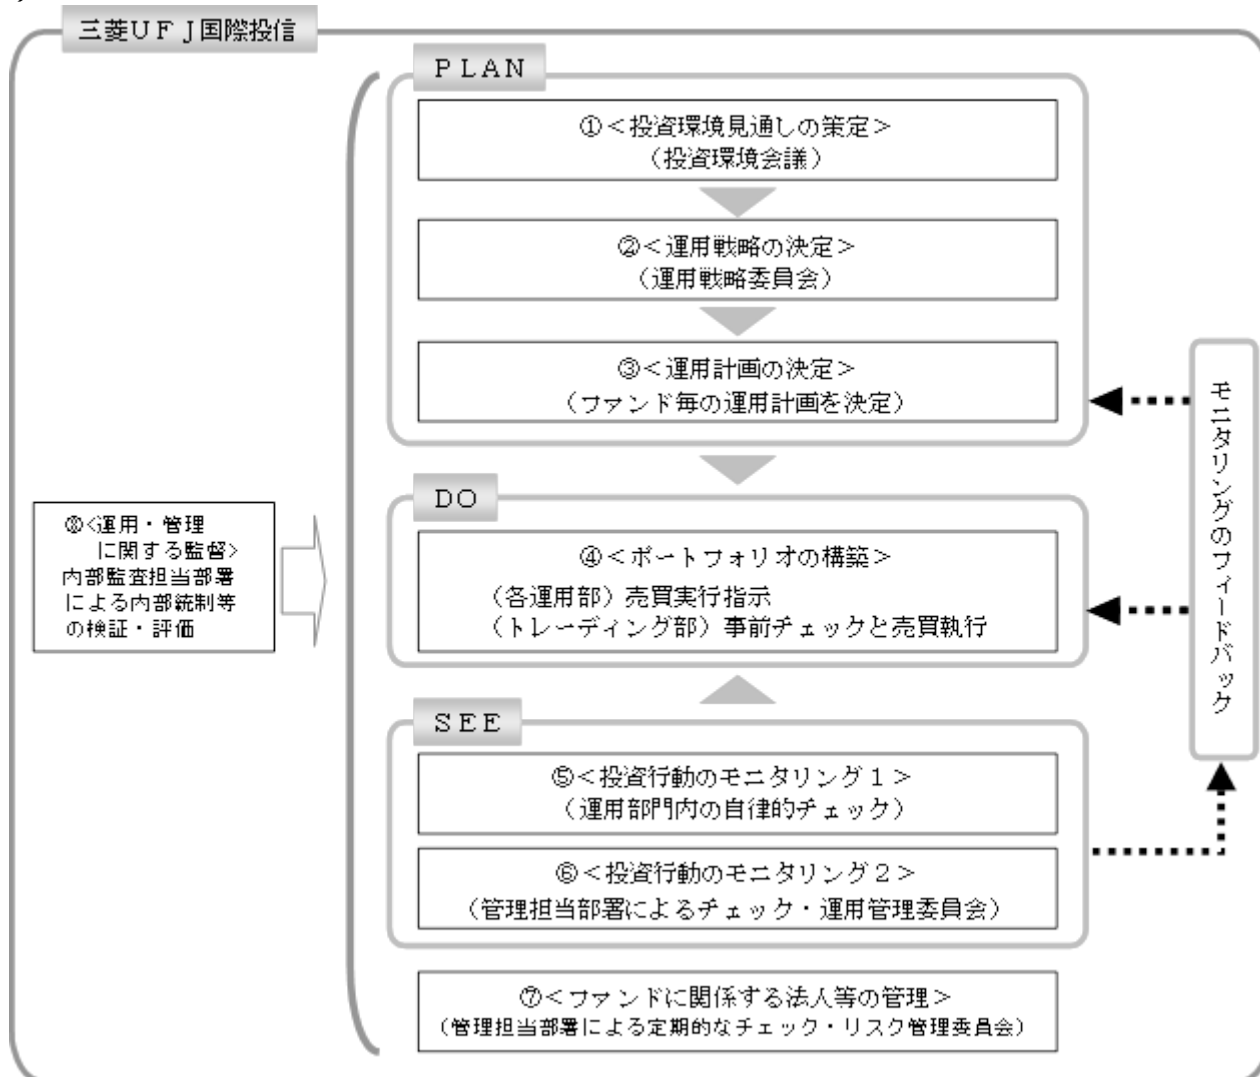 三菱ＵＦＪ国際投信
ＰＬＡＮ
①＜投資環境見通しの策定＞
（投資環境会議）
②＜運用戦略の決定＞
（運用戦略委員会）
③＜運用計画の決定＞
（ファンド毎の運用計画を決定）
ＤＯ
④＜ポートフォリオの構築＞
（各運用部）売買実行指示
（トレーディング部）事前チェックと売買執行
ＳＥＥ
⑤＜投資行動のモニタリング１＞
（運用部門内の自律的チェック）
⑥＜投資行動のモニタリング２＞
（管理担当部署によるチェック・運用管理委員会）
⑦＜ファンドに関係する法人等の管理＞
（管理担当部署による定期的なチェック・リスク管理委員会）
⑧<運用・管理
に関する監督>
内部監査担当部署
による内部統制等
の検証・評価
モニタリングのフィードバック